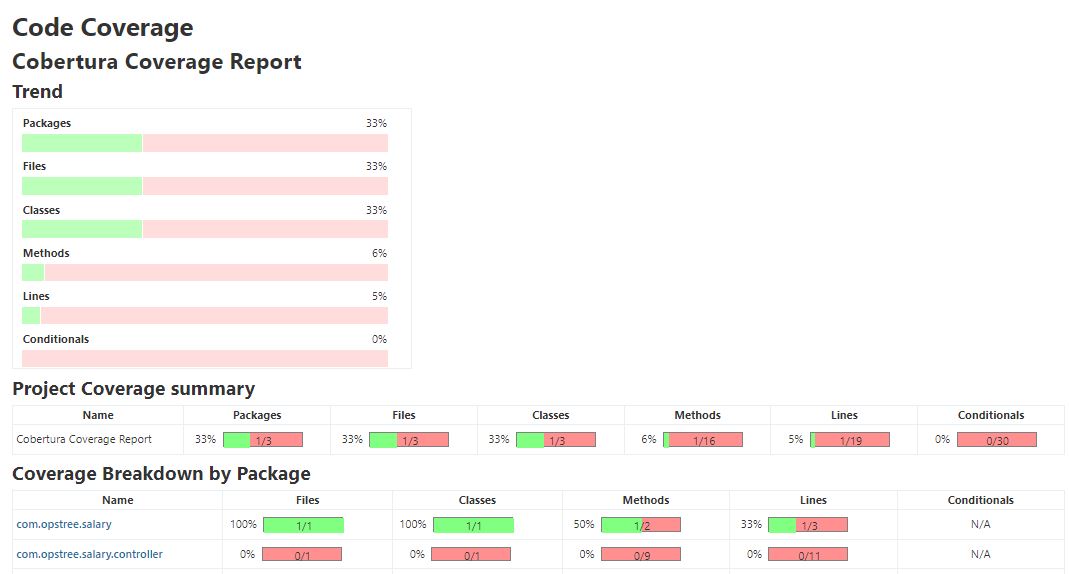 Code Coverage
Cobertura Coverage Report
Trend
Packages 33%
Files 33%
Classes 33%
Methods 6%
Lines 5%
Conditionals 0%
Project Coverage summary
Name Packages Files Classes Methods Lines Conditionals
Cobertura Coverage Report 33% 1/3 33% 1/3 33% 1/3 6% 1/16 5% 1/19 0% 0/30
Coverage Breakdown by Package
Name Files Classes Methods Lines Conditionals
com.opstree.salary 100% 1/1 100% 1/1 50% 1/2 33% 1/3 N/A
com.opstree.salary.controller 0% 0/1 0% 0/1 0% 0/9 0% 0/11 N/A